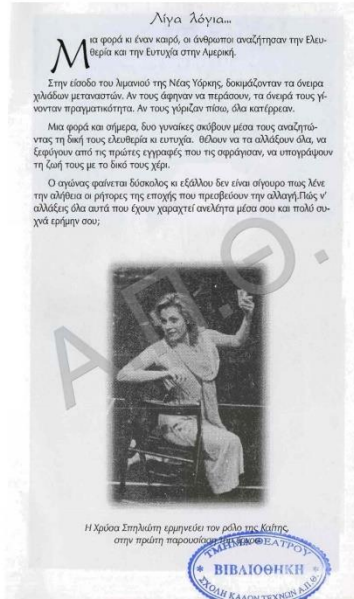 Λίγα λόγια...
Μια φορά κι έναν καιρό, οι άνθρωποι αναζήτησαν την Ελευ-
θερία και την Ευτυχία στην Αμερική.
Στην είσοδο του λιμανιού της Νέας Υόρκης, δοκιμάζονταν τα όνειρα
χιλιάδων μεταναστών. Αν τους άφηναν να περάσουν, τα όνειρά τους γί-
νονταν πραγματικότητα. Αν τους γύριζαν πίσω, όλα κατέρρεαν.
Μια φορά και σήμερα, δυο γυναίκες σκύβουν μέσα τους αναζητώ-
ντας τη δική τους ελευθερία κι ευτυχία. θέλουν να τα αλλάξουν όλα, να
ξεφύγουν από τις πρώτες εγγραφές που τις σφράγισαν, να υπογράψουν
τη ζωή τους με το δικό τους χέρι.
Ο αγώνας φαίνεται δύσκολος κι εξάλλου δεν είναι σίγουρο πως λένε
την αλήθεια οι ρήτορες της εποχής που πρεσβεύουν την αλλαγή.Πώς ν'
αλλάξεις όλα αυτά που έχουν χαραχτεί ανελέητα μέσα σου και πολύ συ-
χνά ερήμην σου;
Α.Π.Θ.
Η Χρύσα Σπηλιώτη ερμηνεύει τον ρόλο της Καίτης,
στην πρώτη παρουσίαση του έργου
ΤΜΗΜΑ ΘΕΑΤΡΟΥ
* ΒΙΒΛΙΟΘΗΚΗ *
ΣΧΟΛΗ ΚΑΛΩΝ ΤΕΧΝΩΝ Α.Π.Θ.